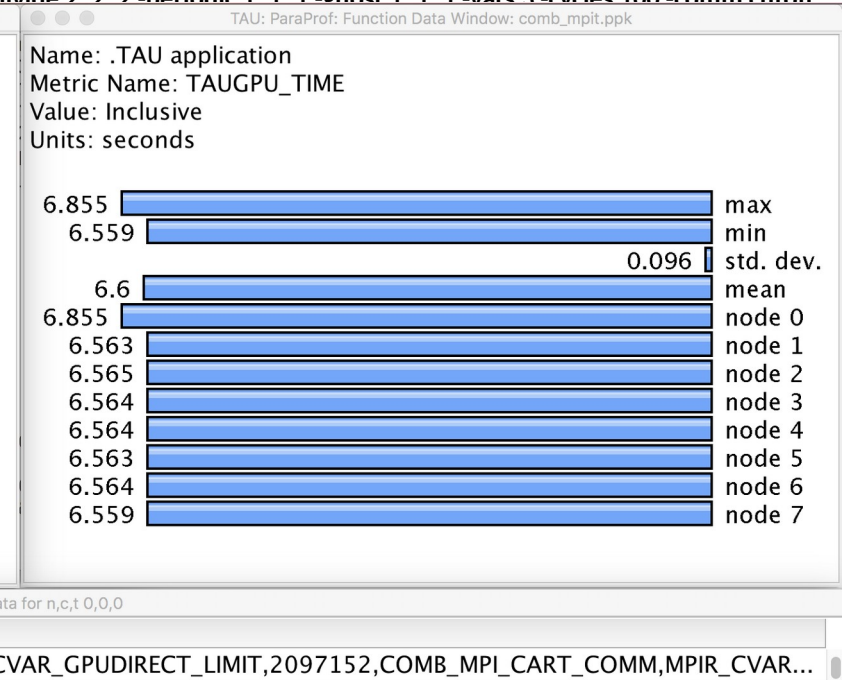 TAU: ParaProf: Function Data Window: comb_mpit.ppk
Name: .TAU application
Metric Name: TAUGPU_TIME
Value: Inclusive
Units: seconds
6.855 max
6.559 min
0.096 std. dev.
6.6 mean
6.855 node 0
6.563 node 1
6.565 node 2
6.564 node 3
6.564 node 4
6.563 node 5
6.564 node 6
6.559 node 7
for n,c,t 0,0,0
CVAR_GPUDIRECT_LIMIT,2097152,COMB_MPI_CART_COMM,MPIR_CVAR...